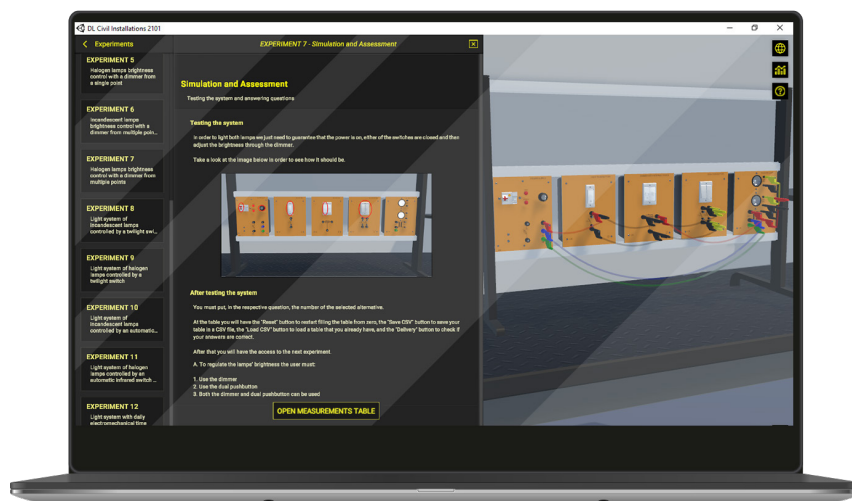 DL Civil Installations 2101
Experiments
EXPERIMENT 7 - Simulation and Assessment
EXPERIMENT 5
Halogen lamps brightness
control with a dimmer from
a single point
EXPERIMENT 6
Incandescent lamps
brightness control with a
dimmer from multiple poin...
EXPERIMENT 7
Halogen lamps brightness
control with a dimmer from
multiple points
EXPERIMENT 8
Light system of
incandescent lamps
controlled by a twilight swi...
EXPERIMENT 9
Light system of halogen
lamps controlled by a
twilight switch
EXPERIMENT 10
Light system of
incandescent lamps
controlled by an automatic...
EXPERIMENT 11
Light system of halogen
lamps controlled by an
automatic infrared switch ...
EXPERIMENT 12
Light system with daily
electromechanical time
Simulation and Assessment
Testing the system and answering questions
Testing the system
In order to light both lamps we just need to guarantee that the power is on, either of the switches are closed and then
adjust the brightness through the dimmer.
Take a look at the image below in order to see how it should be.
After testing the system
You must put, in the respective question, the number of the selected alternative.
At the table you will have the "Reset" button to restart filling the table from zero, the "Save CSV" button to save your
table in a CSV file, the "Load CSV" button to load a table that you already have, and the "Delivery" button to check if
your answers are correct.
After that you will have the access to the next experiment
A. To regulate the lamps' brightness the user must:
1. Use the dimmer
2. Use the dual pushbutton
3. Both the dimmer and dual pushbutton can be used
OPEN MEASUREMENTS TABLE